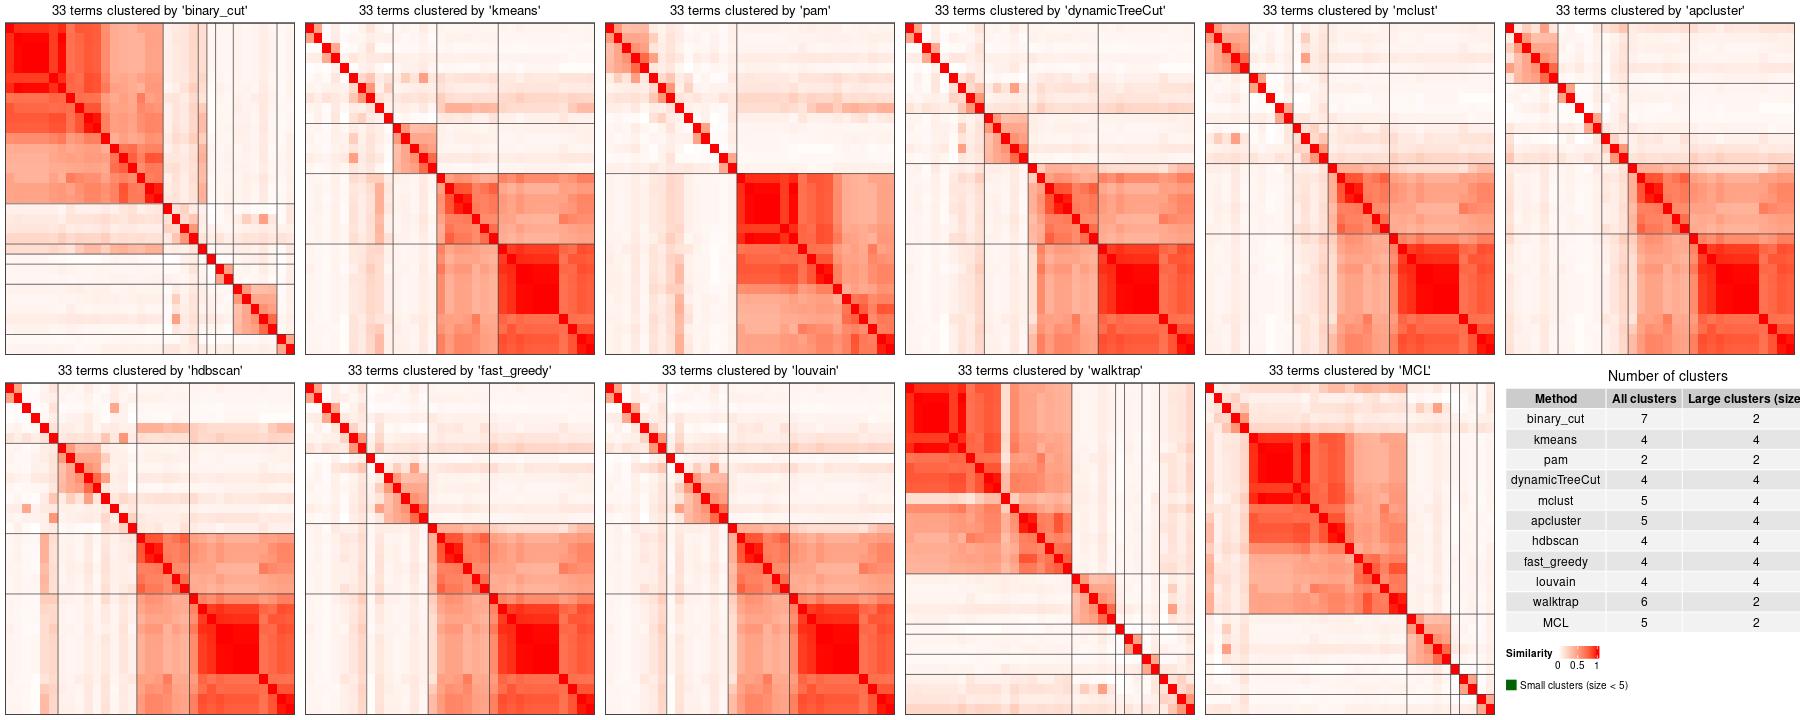 33 terms clustered by 'binary_cut'
33 terms clustered by 'kmeans'
33 terms clustered by 'pam'
33 terms clustered by 'dynamicTreeCut'
33 terms clustered by 'mclust'
33 terms clustered by 'apcluster'
33 terms clustered by 'hdbscan'
33 terms clustered by 'fast_greedy'
33 terms clustered by 'louvain'
33 terms clustered by 'walktrap'
33 terms clustered by 'MCL'
Number of clusters
Method All clusters Large clusters (size
binary_cut 7 2
kmeans 4 4
pam 2 2
dynamicTreeCut 4 4
mclust 5 4
apcluster 5 4
hdbscan 4 4
fast_greedy 4 4
louvain 4 4
walktrap 6 2
MCL 5 2
Similarity
0 0.5 1
Small clusters (size < 5)